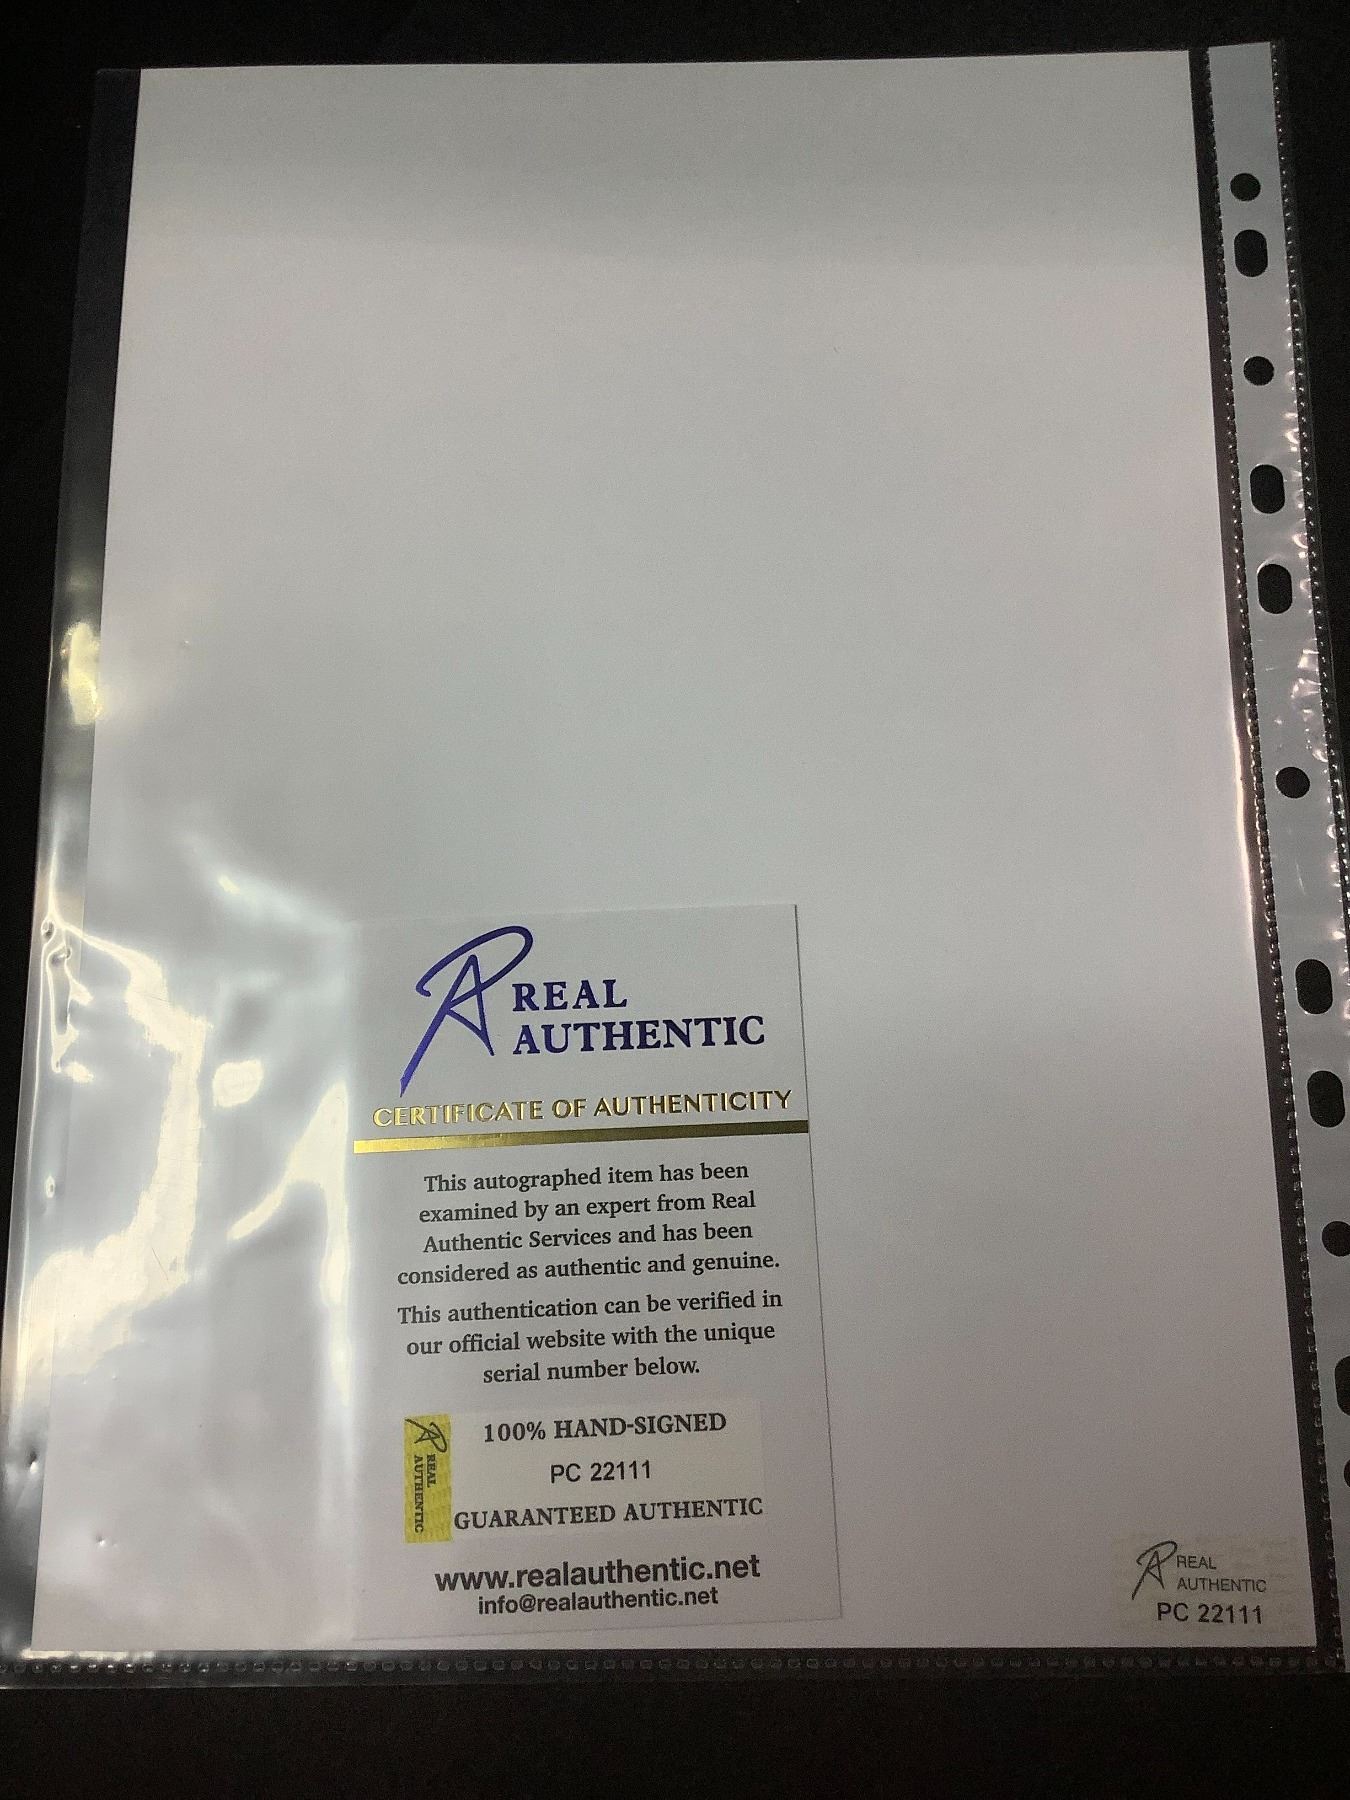 REAL
AUTHENTIC
CERTIFICATE OF AUTHENTICITY
This autographed item has been
examined by an expert from Real
Authentic Services and has been
considered as authentic and genuine.
This authentication can be verified in
our official website with the unique
serial number below.
REAL
AUTHENTIC
100% HAND-SIGNED
PC 22111
GUARANTEED AUTHENTIC
www.realauthentic.net
info@realauthentic.net
REAL
AUTHENTIC
PC 22111